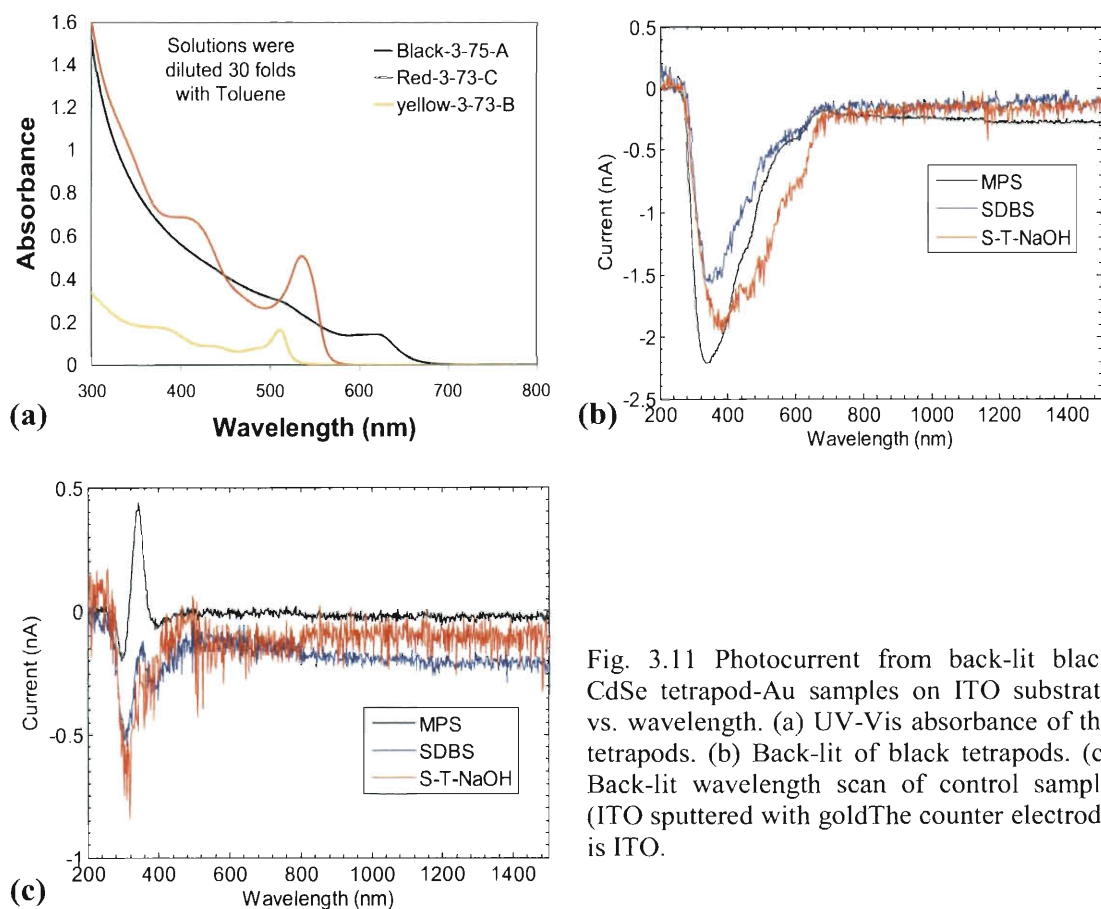 1.6
1.4
1.2
1
0.8
0.6
0.4
0.2
0
Absorbance
Solutions were
diluted 30 folds
with Toluene
Black-3-75-A
Red-3-73-C
yellow-3-73-B
300 400 500 600 700 800
Wavelength (nm)
(a)
0.5
0
-0.5
-1
-1.5
-2
-2.5
Current (nA)
MPS
SDBS
S-T-NaOH
200 400 600 800 1000 1200 1400
Wavelength (nm)
(b)
0.5
0
-0.5
-1
Current (nA)
MPS
SDBS
S-T-NaOH
200 400 600 800 1000 1200 1400
Wavelength (nm)
(c)
Fig. 3.11 Photocurrent from back-lit blac
CdSe tetrapod-Au samples on ITO substrat
vs. wavelength. (a) UV-Vis absorbance of th
tetrapods. (b) Back-lit of black tetrapods. (c
Back-lit wavelength scan of control sampl
(ITO sputtered with goldThe counter electrod
is ITO.